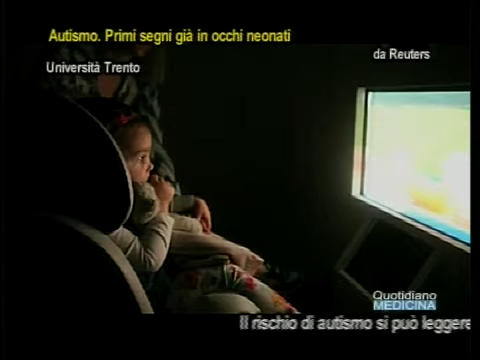 Autismo. Primi segni già in occhi neonati
da Reuters
Università Trento
Quotidiano
MEDICINA
Il rischio di autismo si può leggere